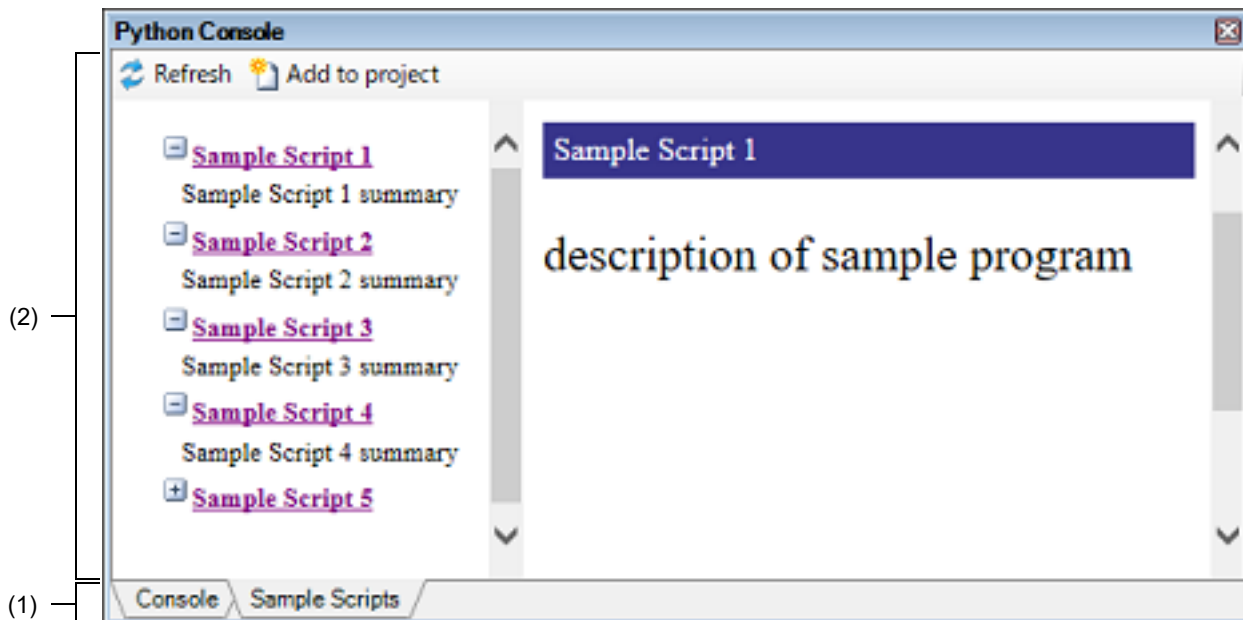 Python Console
Refresh Add to project
Sample Script 1
Sample Script 1 summary
Sample Script 2
Sample Script 2 summary
Sample Script 3
Sample Script 3 summary
Sample Script 4
Sample Script 4 summary
Sample Script 5
Sample Script 1
description of sample program
(2)
Console Sample Scripts
(1)